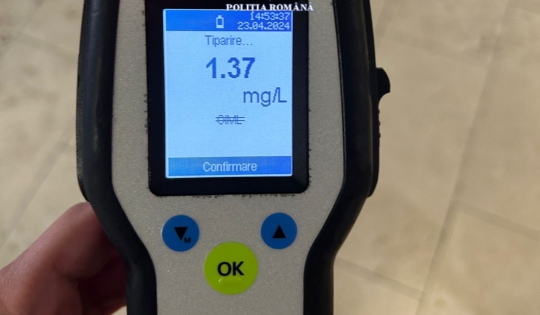 POLIȚIA ROMÂNĂ
14:53:37
23.04.2024
Tiparire...
1.37
mg/L
OIML
Confirmare
M
OK